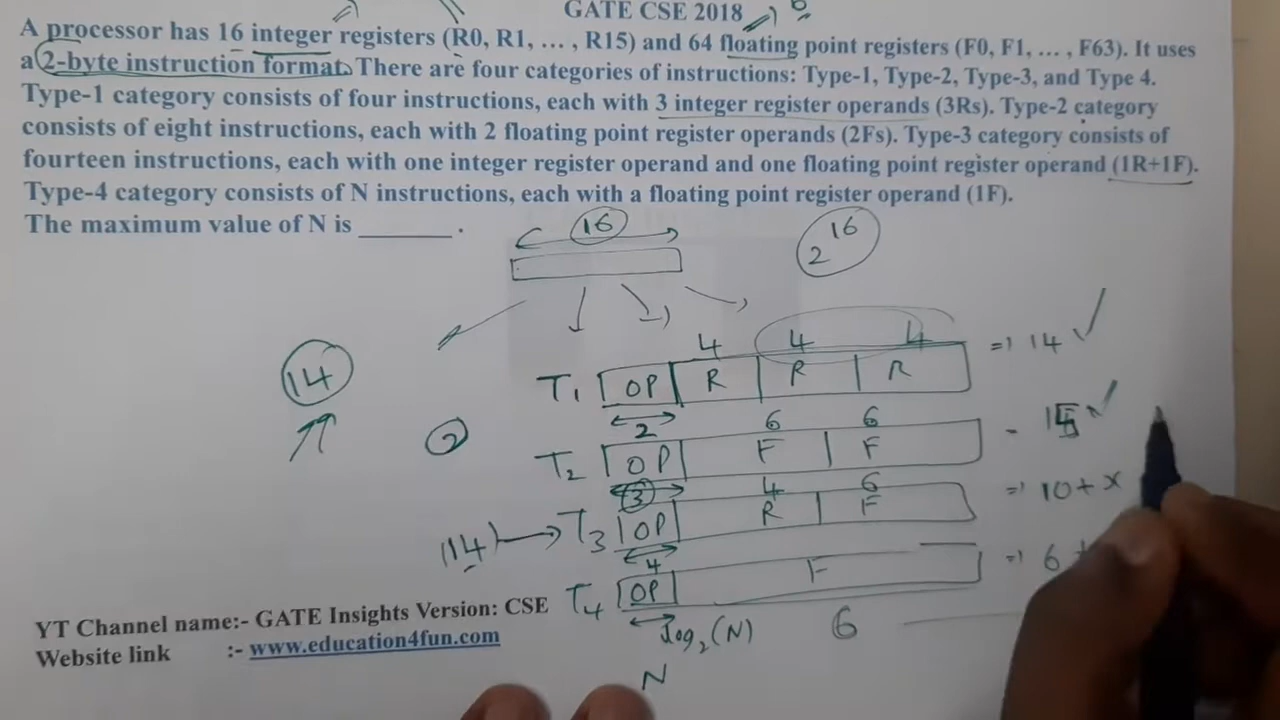 GATE CSE 2018
A processor has 16 integer registers (R0, R1, ... , R15) and 64 floating point registers (F0, F1, ... , F63). It uses
a 2-byte instruction format. There are four categories of instructions: Type-1, Type-2, Type-3, and Type 4.
Type-1 category consists of four instructions, each with 3 integer register operands (3Rs). Type-2 category
consists of eight instructions, each with 2 floating point register operands (2Fs). Type-3 category consists of
fourteen instructions, each with one integer register operand and one floating point register operand (1R+1F).
Type-4 category consists of N instructions, each with a floating point register operand (1F).
The maximum value of N is ______ .
16
2^16
4 4 4
T1 OP R R R => 14
14
2
6 6
T2 OP F F
3 4 6
T3 OP R F => 10 + x
14
4
T4 OP F => 6
log2(N) 6
N
YT Channel name:- GATE Insights Version: CSE
Website link :- www.education4fun.com